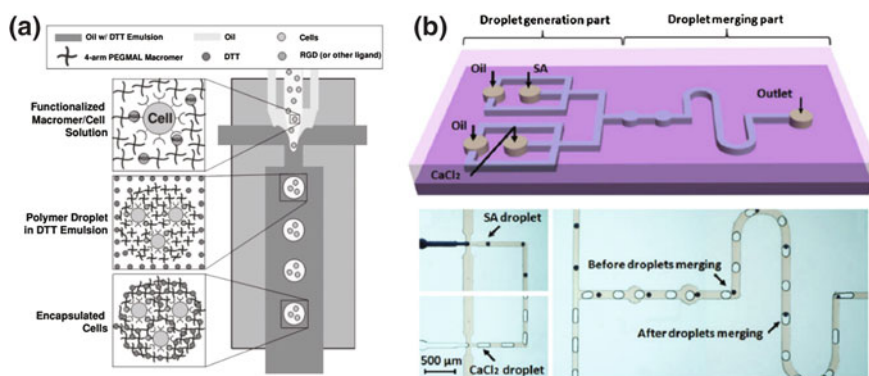 (a)
Oil w/ DTT Emulsion
Oil
Cells
4-arm PEGMAL Macromer
DTT
RGD (or other ligand)
Functionalized
Macromer/Cell
Solution
Cell
Polymer Droplet
in DTT Emulsion
Encapsulated
Cells
(b)
Droplet generation part
Droplet merging part
Oil
SA
Oil
CaCl₂
Outlet
SA droplet
Before droplets merging
After droplets merging
500 μm
CaCl₂ droplet